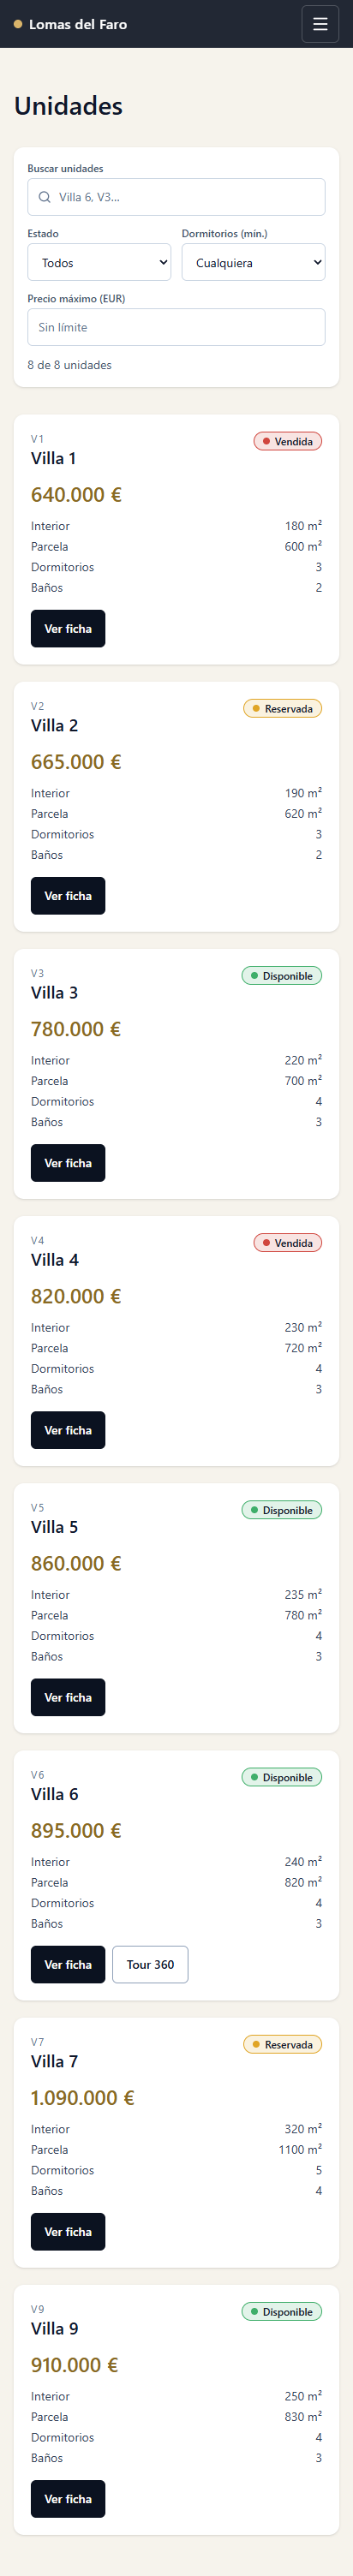 Lomas del Faro
Unidades
Buscar unidades
Villa 6, V3...
Estado
Dormitorios (mín.)
Todos
Cualquiera
Precio máximo (EUR)
Sin límite
8 de 8 unidades
V1
Vendida
Villa 1
640.000 €
Interior 180 m²
Parcela 600 m²
Dormitorios 3
Baños 2
Ver ficha
V2
Reservada
Villa 2
665.000 €
Interior 190 m²
Parcela 620 m²
Dormitorios 3
Baños 2
Ver ficha
V3
Disponible
Villa 3
780.000 €
Interior 220 m²
Parcela 700 m²
Dormitorios 4
Baños 3
Ver ficha
V4
Vendida
Villa 4
820.000 €
Interior 230 m²
Parcela 720 m²
Dormitorios 4
Baños 3
Ver ficha
V5
Disponible
Villa 5
860.000 €
Interior 235 m²
Parcela 780 m²
Dormitorios 4
Baños 3
Ver ficha
V6
Disponible
Villa 6
895.000 €
Interior 240 m²
Parcela 820 m²
Dormitorios 4
Baños 3
Ver ficha
Tour 360
V7
Reservada
Villa 7
1.090.000 €
Interior 320 m²
Parcela 1100 m²
Dormitorios 5
Baños 4
Ver ficha
V9
Disponible
Villa 9
910.000 €
Interior 250 m²
Parcela 830 m²
Dormitorios 4
Baños 3
Ver ficha